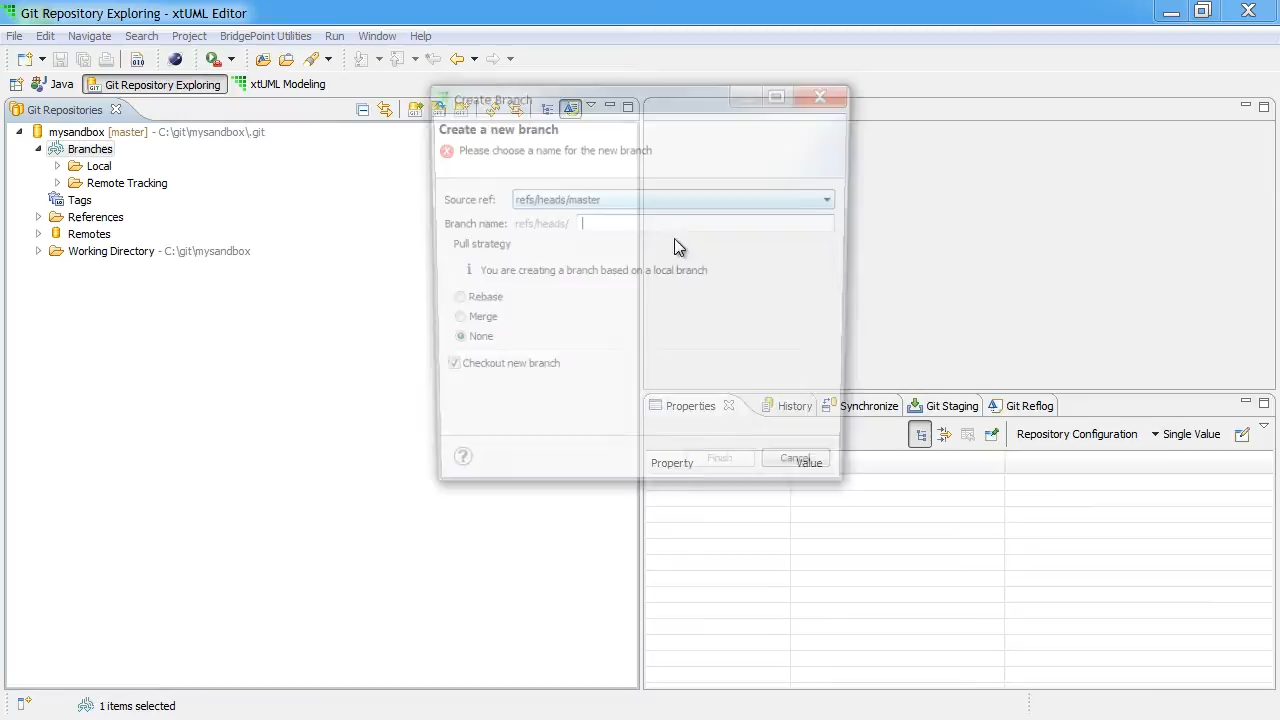 Git Repository Exploring - xtUML Editor
File Edit Navigate Search Project BridgePoint Utilities Run Window Help
Java Git Repository Exploring xtUML Modeling
Git Repositories
mysandbox [master] - C:\git\mysandbox\.git
Branches
Local
Remote Tracking
Tags
References
Remotes
Working Directory - C:\git\mysandbox
Create Branch
Create a new branch
Please choose a name for the new branch
Source ref: refs/heads/master
Branch name: refs/heads/
Pull strategy
You are creating a branch based on a local branch
Rebase
Merge
None
Checkout new branch
Finish Cancel
Properties History Synchronize Git Staging Git Reflog
Repository Configuration Single Value
Property Value
1 items selected